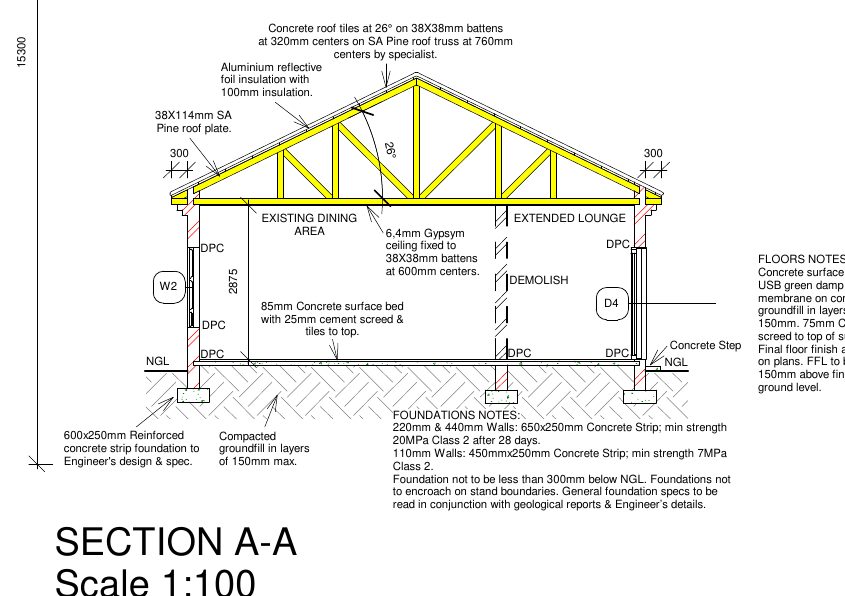 15300
Concrete roof tiles at 26° on 38X38mm battens
at 320mm centers on SA Pine roof truss at 760mm
centers by specialist.
Aluminium reflective
foil insulation with
100mm insulation.
38X114mm SA
Pine roof plate.
300
300
26°
EXISTING DINING
AREA
EXTENDED LOUNGE
6,4mm Gypsym
ceiling fixed to
38X38mm battens
at 600mm centers.
DPC
DPC
2875
DEMOLISH
W2
D4
85mm Concrete surface bed
with 25mm cement screed &
tiles to top.
DPC
DPC
DPC
DPC
Concrete Step
NGL
NGL
FLOORS NOTES
Concrete surface
USB green damp
membrane on con
groundfill in layers
150mm. 75mm C
screed to top of su
Final floor finish a
on plans. FFL to b
150mm above fin
ground level.
600x250mm Reinforced
concrete strip foundation to
Engineer's design & spec.
Compacted
groundfill in layers
of 150mm max.
FOUNDATIONS NOTES:
220mm & 440mm Walls: 650x250mm Concrete Strip; min strength
20MPa Class 2 after 28 days.
110mm Walls: 450mmx250mm Concrete Strip; min strength 7MPa
Class 2.
Foundation not to be less than 300mm below NGL. Foundations not
to encroach on stand boundaries. General foundation specs to be
read in conjunction with geological reports & Engineer's details.
SECTION A-A
Scale 1:100